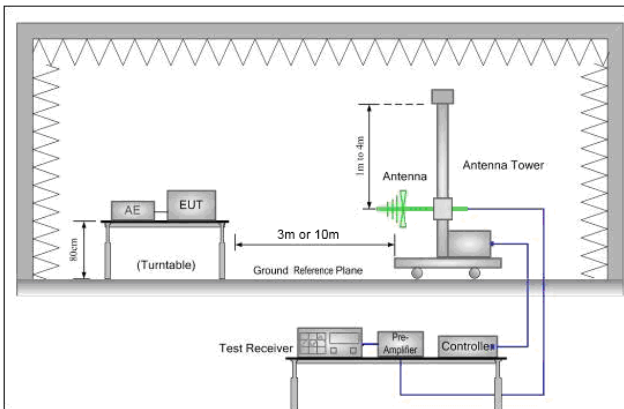 1m to 4m
Antenna
Antenna Tower
AE
EUT
3m or 10m
80cm
(Turntable)
Ground Reference Plane
Test Receiver
Pre-
Amplifier
Controller